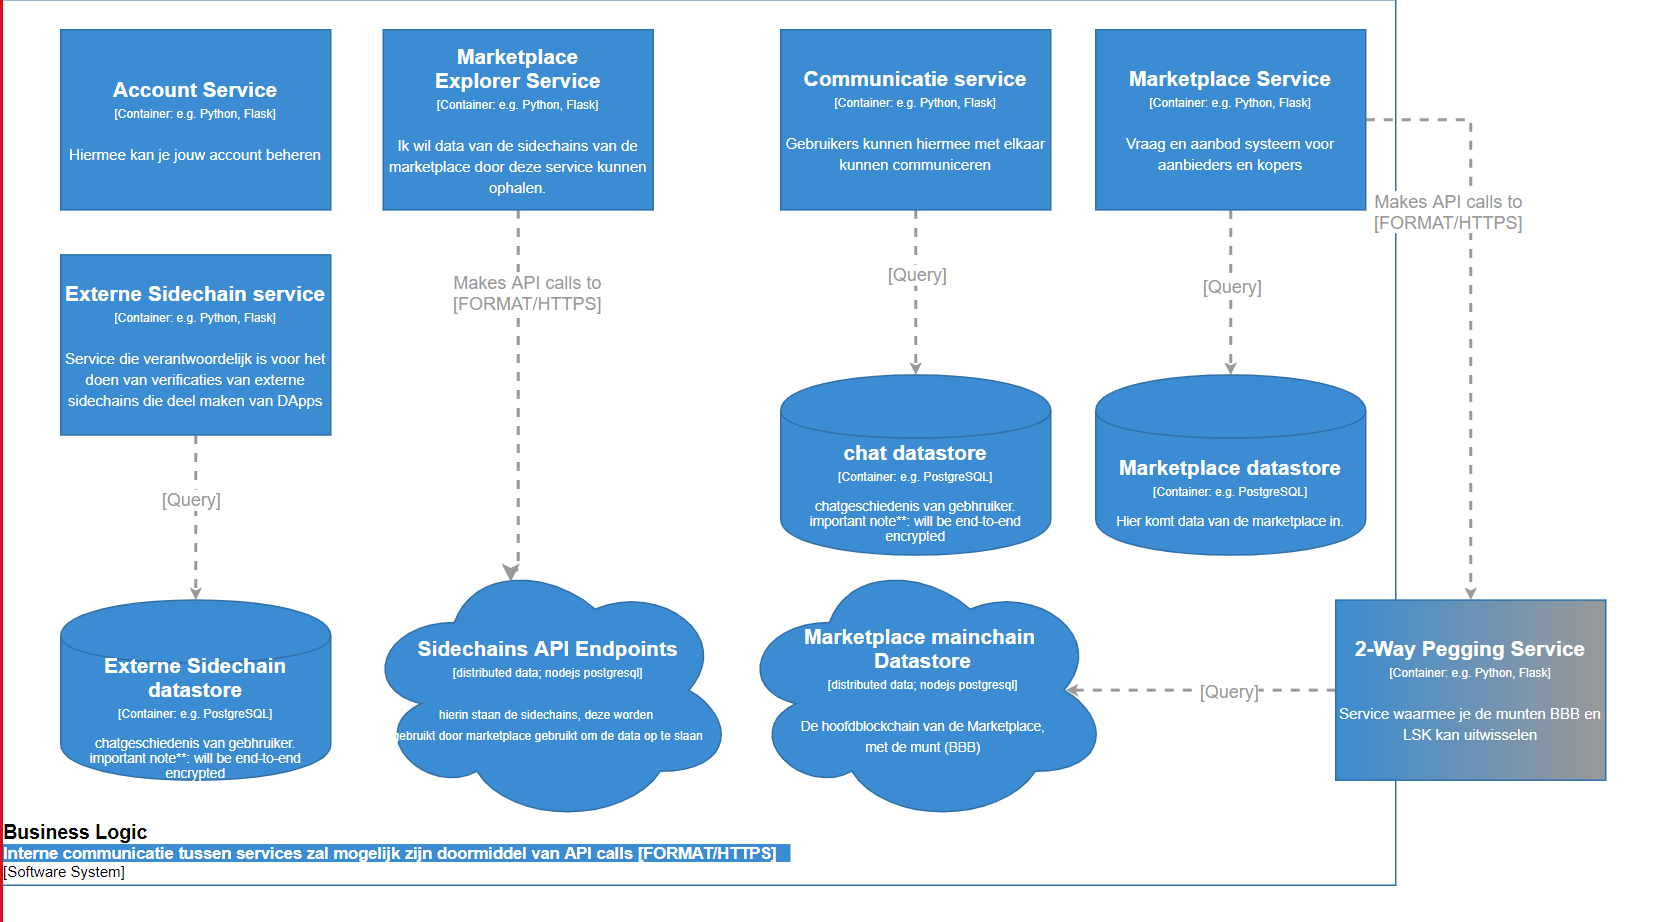 Account Service
[Container: e.g. Python, Flask]
Hiermee kan je jouw account beheren
Marketplace
Explorer Service
[Container: e.g. Python, Flask]
Ik wil data van de sidechains van de
marketplace door deze service kunnen
ophalen.
Communicatie service
[Container: e.g. Python, Flask]
Gebruikers kunnen hiermee met elkaar
kunnen communiceren
Marketplace Service
[Container: e.g. Python, Flask]
Vraag en aanbod systeem voor
aanbieders en kopers
Makes API calls to
[FORMAT/HTTPS]
Externe Sidechain service
[Container: e.g. Python, Flask]
Service die verantwoordelijk is voor het
doen van verificaties van externe
sidechains die deel maken van DApps
Makes API calls to
[FORMAT/HTTPS]
[Query]
[Query]
[Query]
chat datastore
[Container: e.g. PostgreSQL]
chatgeschiedenis van gebhruiker.
important note**: will be end-to-end
encrypted
Marketplace datastore
[Container: e.g. PostgreSQL]
Hier komt data van de marketplace in.
Externe Sidechain
datastore
[Container: e.g. PostgreSQL]
chatgeschiedenis van gebhruiker.
important note**: will be end-to-end
encrypted
Sidechains API Endpoints
[distributed data; nodejs postgresql]
hierin staan de sidechains, deze worden
gebruikt door marketplace gebruikt om de data op te slaan
Marketplace mainchain
Datastore
[distributed data; nodejs postgresql]
De hoofdblockchain van de Marketplace,
met de munt (BBB)
[Query]
2-Way Pegging Service
[Container: e.g. Python, Flask]
Service waarmee je de munten BBB en
LSK kan uitwisselen
Business Logic
Interne communicatie tussen services zal mogelijk zijn doormiddel van API calls [FORMAT/HTTPS]
[Software System]